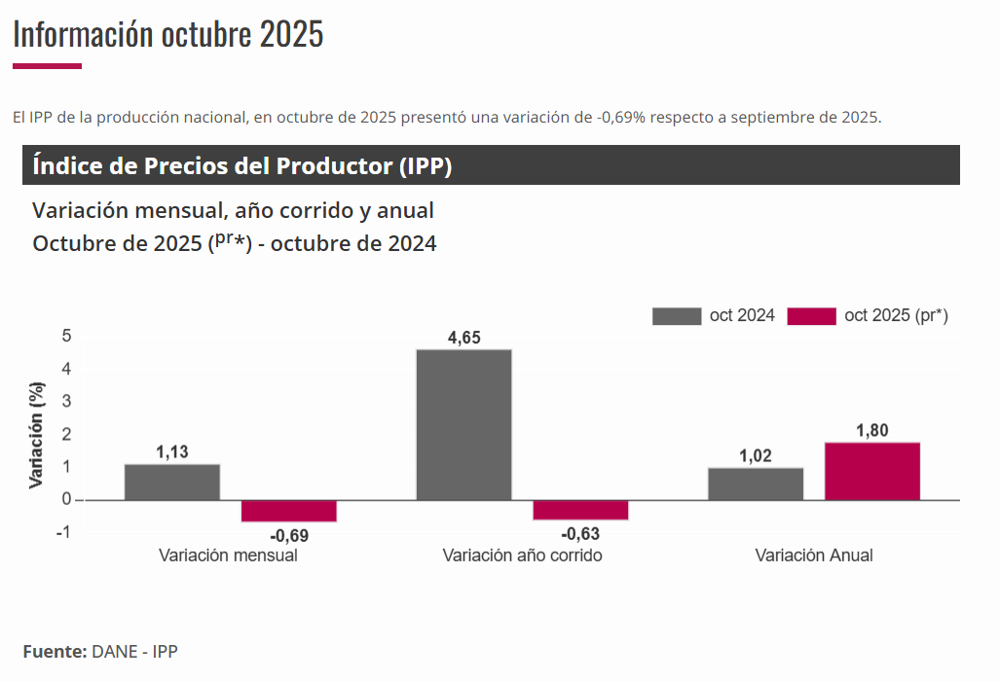 Información octubre 2025
El IPP de la producción nacional, en octubre de 2025 presentó una variación de -0,69% respecto a septiembre de 2025.
Índice de Precios del Productor (IPP)
Variación mensual, año corrido y anual
Octubre de 2025 (pr*) - octubre de 2024
oct 2024 oct 2025 (pr*)
Variación (%)
5
4
3
2
1
0
-1
1,13
-0,69
4,65
-0,63
1,02
1,80
Variación mensual
Variación año corrido
Variación Anual
Fuente: DANE - IPP